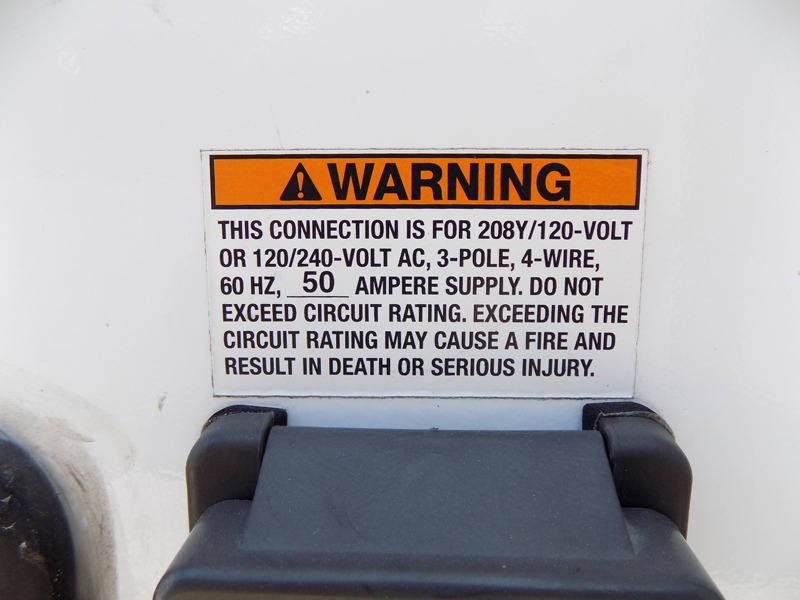 WARNING
THIS CONNECTION IS FOR 208Y/120-VOLT
OR 120/240-VOLT AC, 3-POLE, 4-WIRE,
60 HZ, 50 AMPERE SUPPLY. DO NOT
EXCEED CIRCUIT RATING. EXCEEDING THE
CIRCUIT RATING MAY CAUSE A FIRE AND
RESULT IN DEATH OR SERIOUS INJURY.